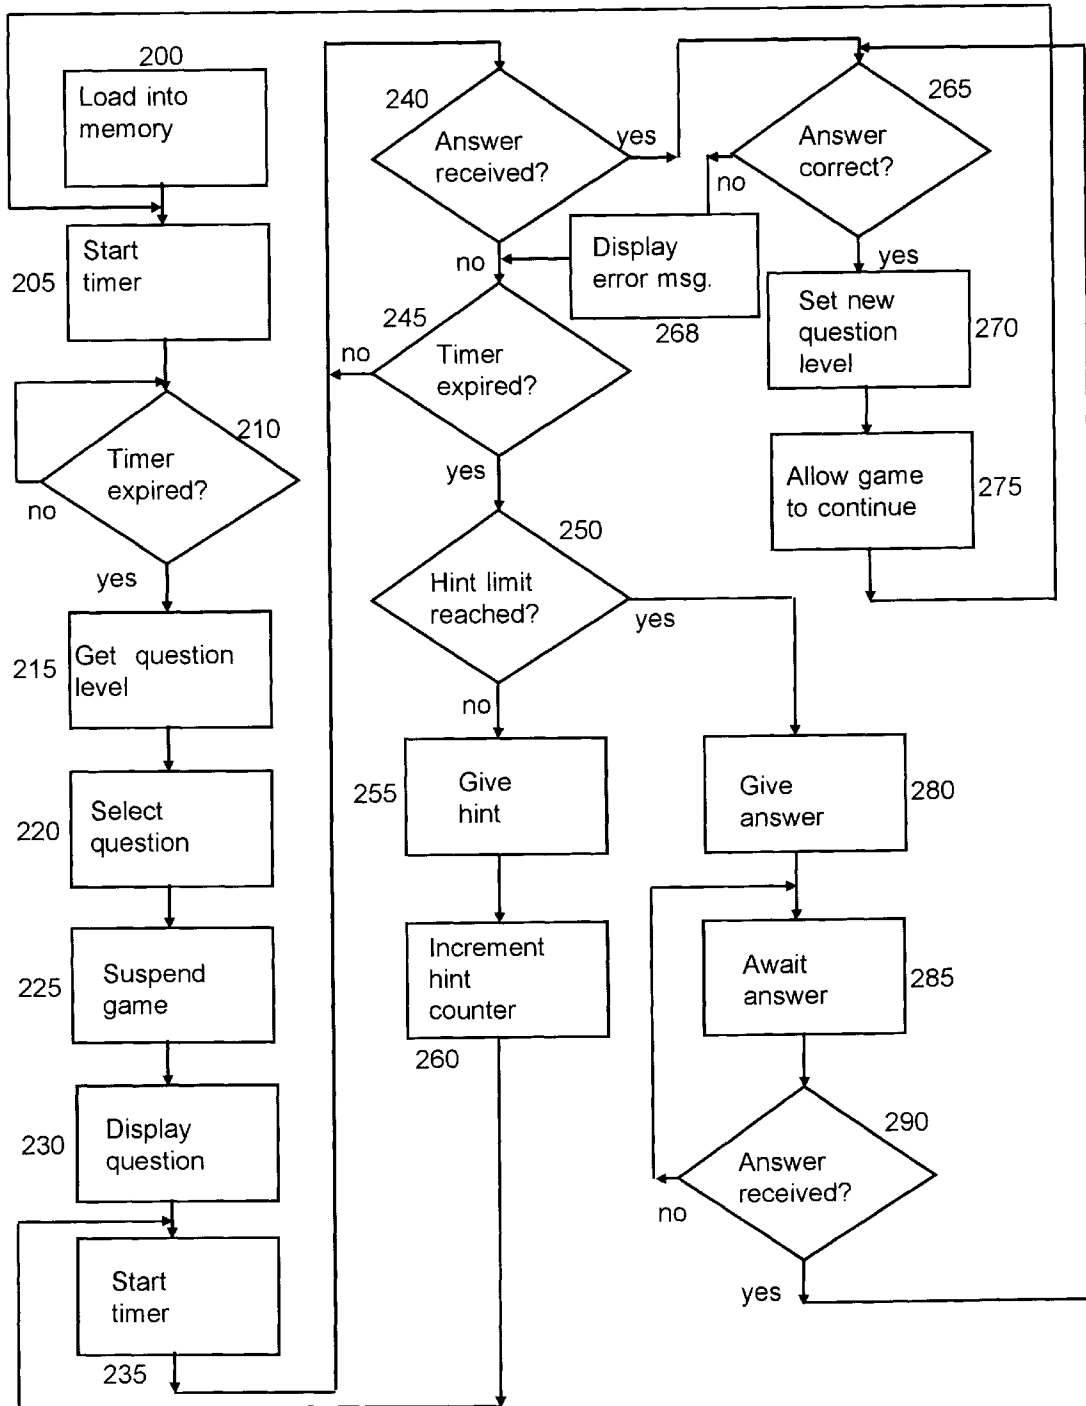 200
Load into
memory
205
Start
timer
210
Timer
expired?
no
yes
215
Get question
level
220
Select
question
225
Suspend
game
230
Display
question
Start
timer
235
240
Answer
received?
yes
no
245
Timer
expired?
no
yes
250
Hint limit
reached?
yes
no
255
Give
hint
Increment
hint
counter
260
265
Answer
correct?
no
yes
Display
error msg.
268
Set new
question
level
270
Allow game
to continue
275
Give
answer
280
Await
answer
285
290
Answer
received?
no
yes